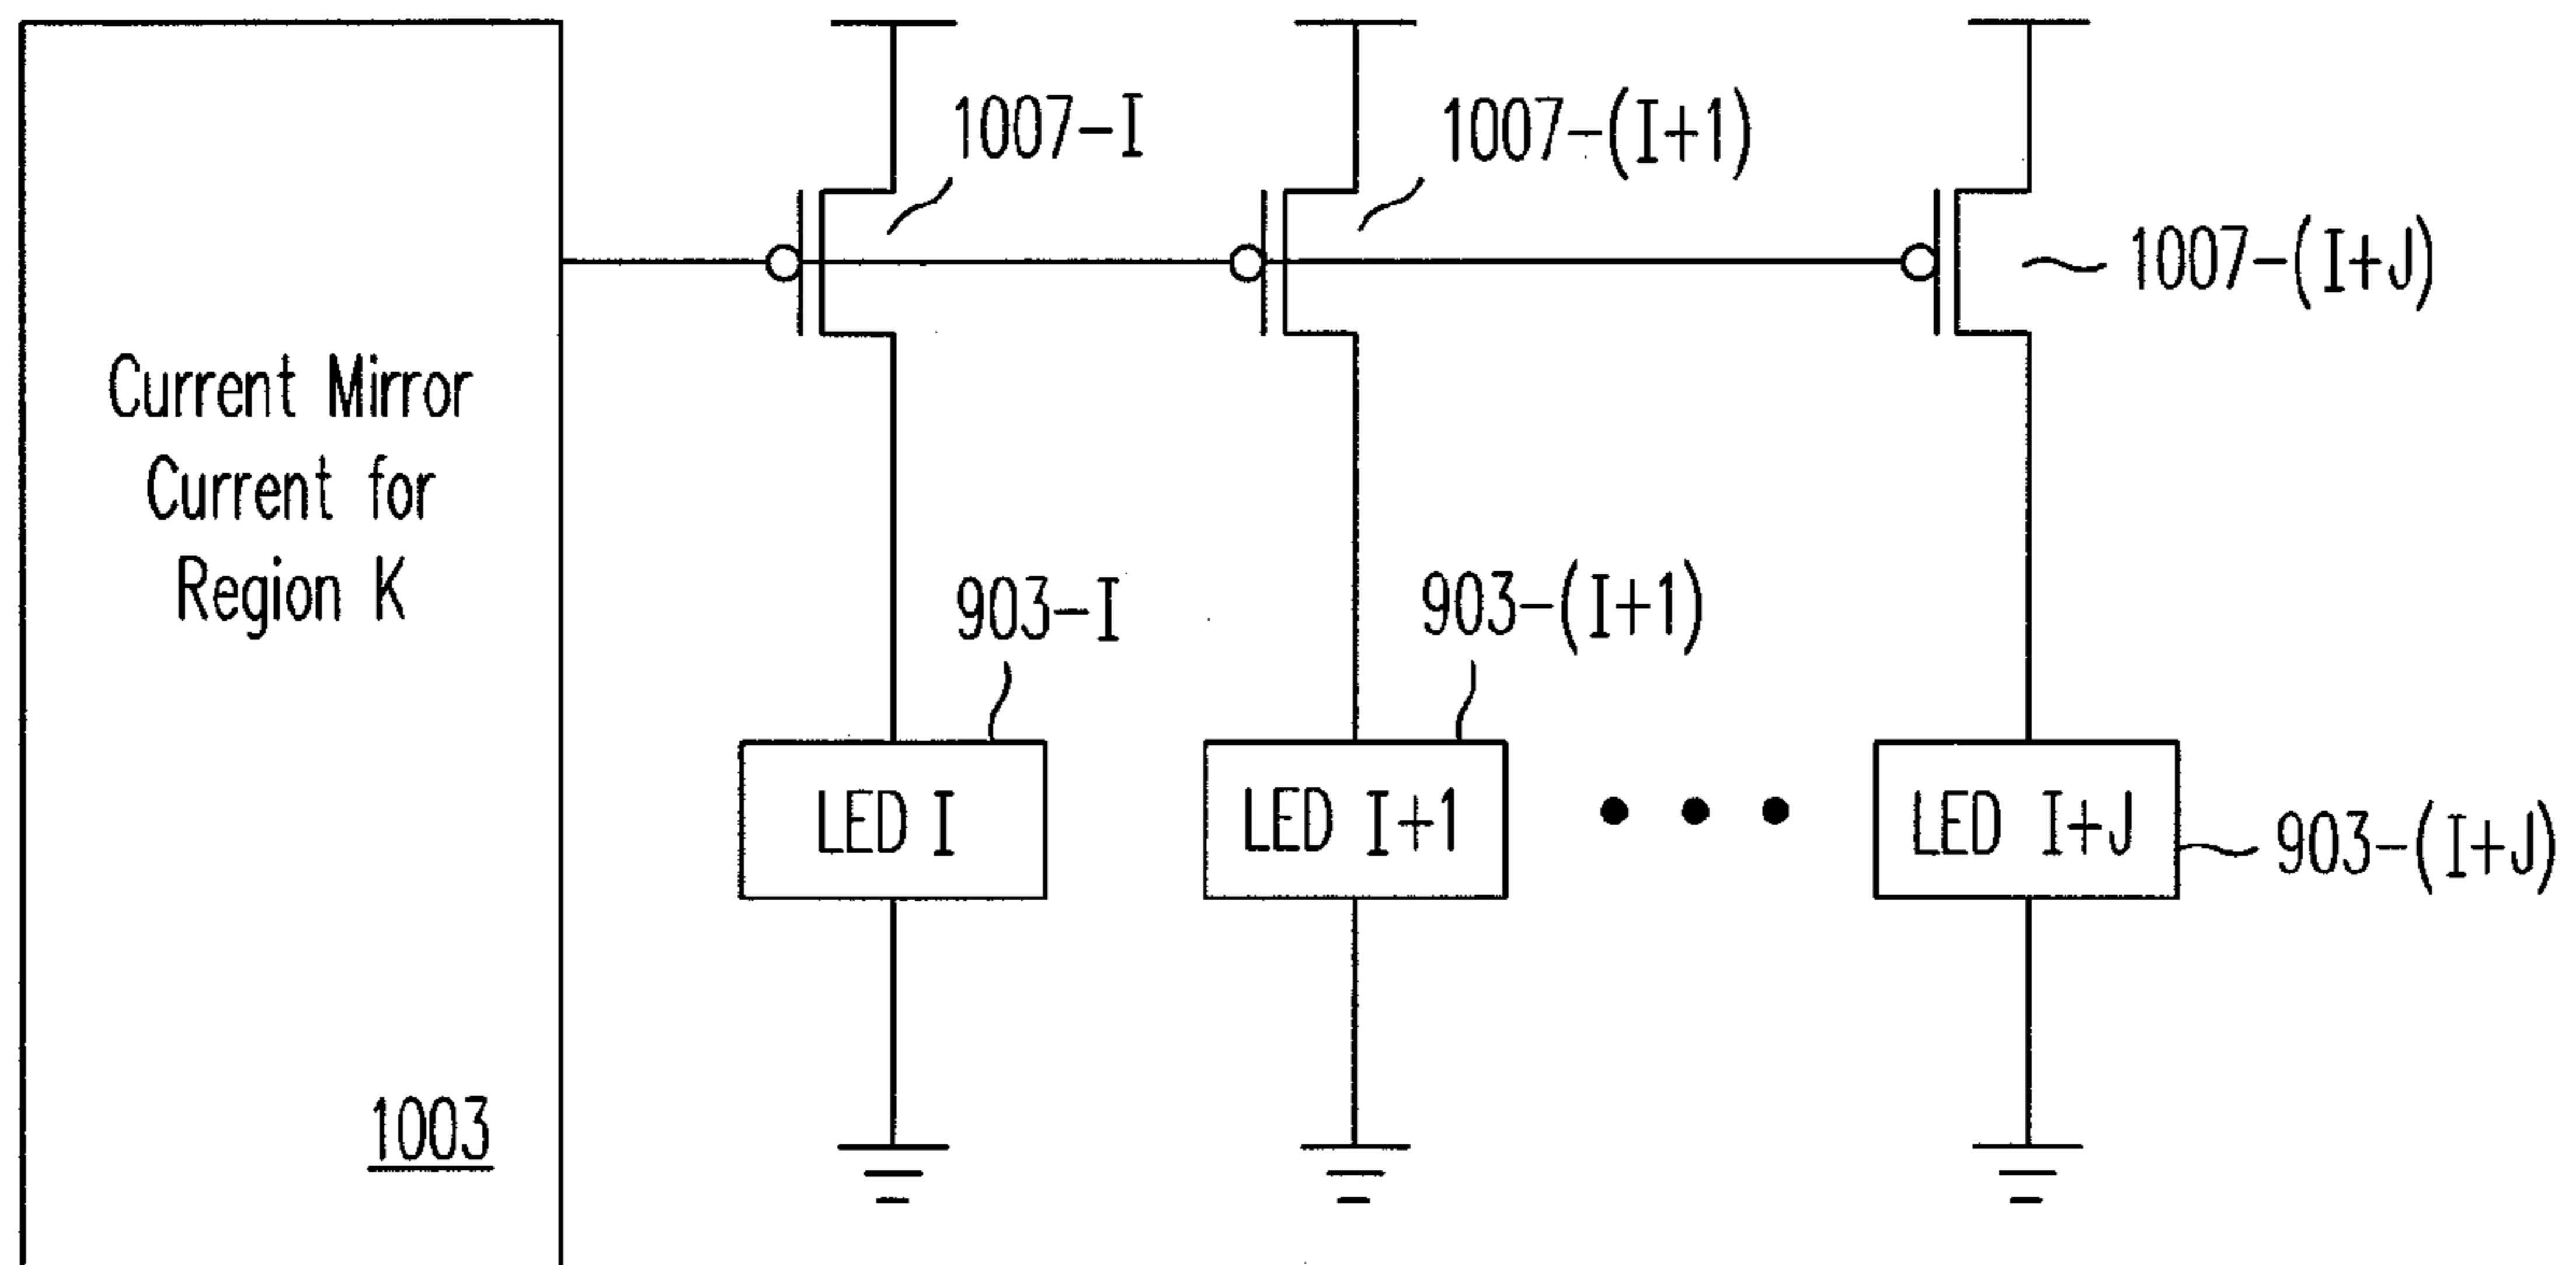 1007-I
1007-(I+1)
1007-(I+J)
Current Mirror
Current for
Region K
903-I
903-(I+1)
LED I
LED I+1
LED I+J
903-(I+J)
1003